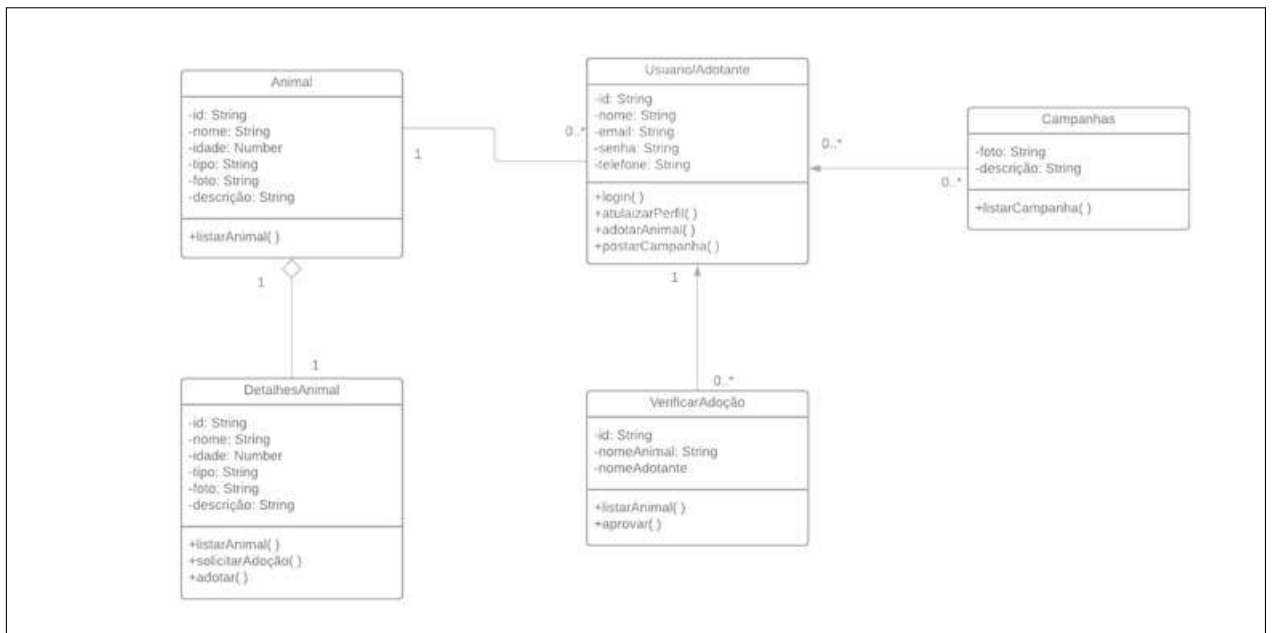 Animal
-id: String
-nome: String
-idade: Number
-tipo: String
-foto: String
-descrição: String
+listarAnimal( )
1
0..*
Usuario/Adotante
-id: String
-nome: String
-email: String
-senha: String
-telefone: String
+login( )
+atulaizarPerfil( )
+adotarAnimal( )
+postarCampanha( )
0..*
0..*
Campanhas
-foto: String
-descrição: String
+listarCampanha( )
1
1
DetalhesAnimal
-id: String
-nome: String
-idade: Number
-tipo: String
-foto: String
-descrição: String
+listarAnimal( )
+solicitarAdoção( )
+adotar( )
1
0..*
VerificarAdoção
-id: String
-nomeAnimal: String
-nomeAdotante
+listarAnimal( )
+aprovar( )